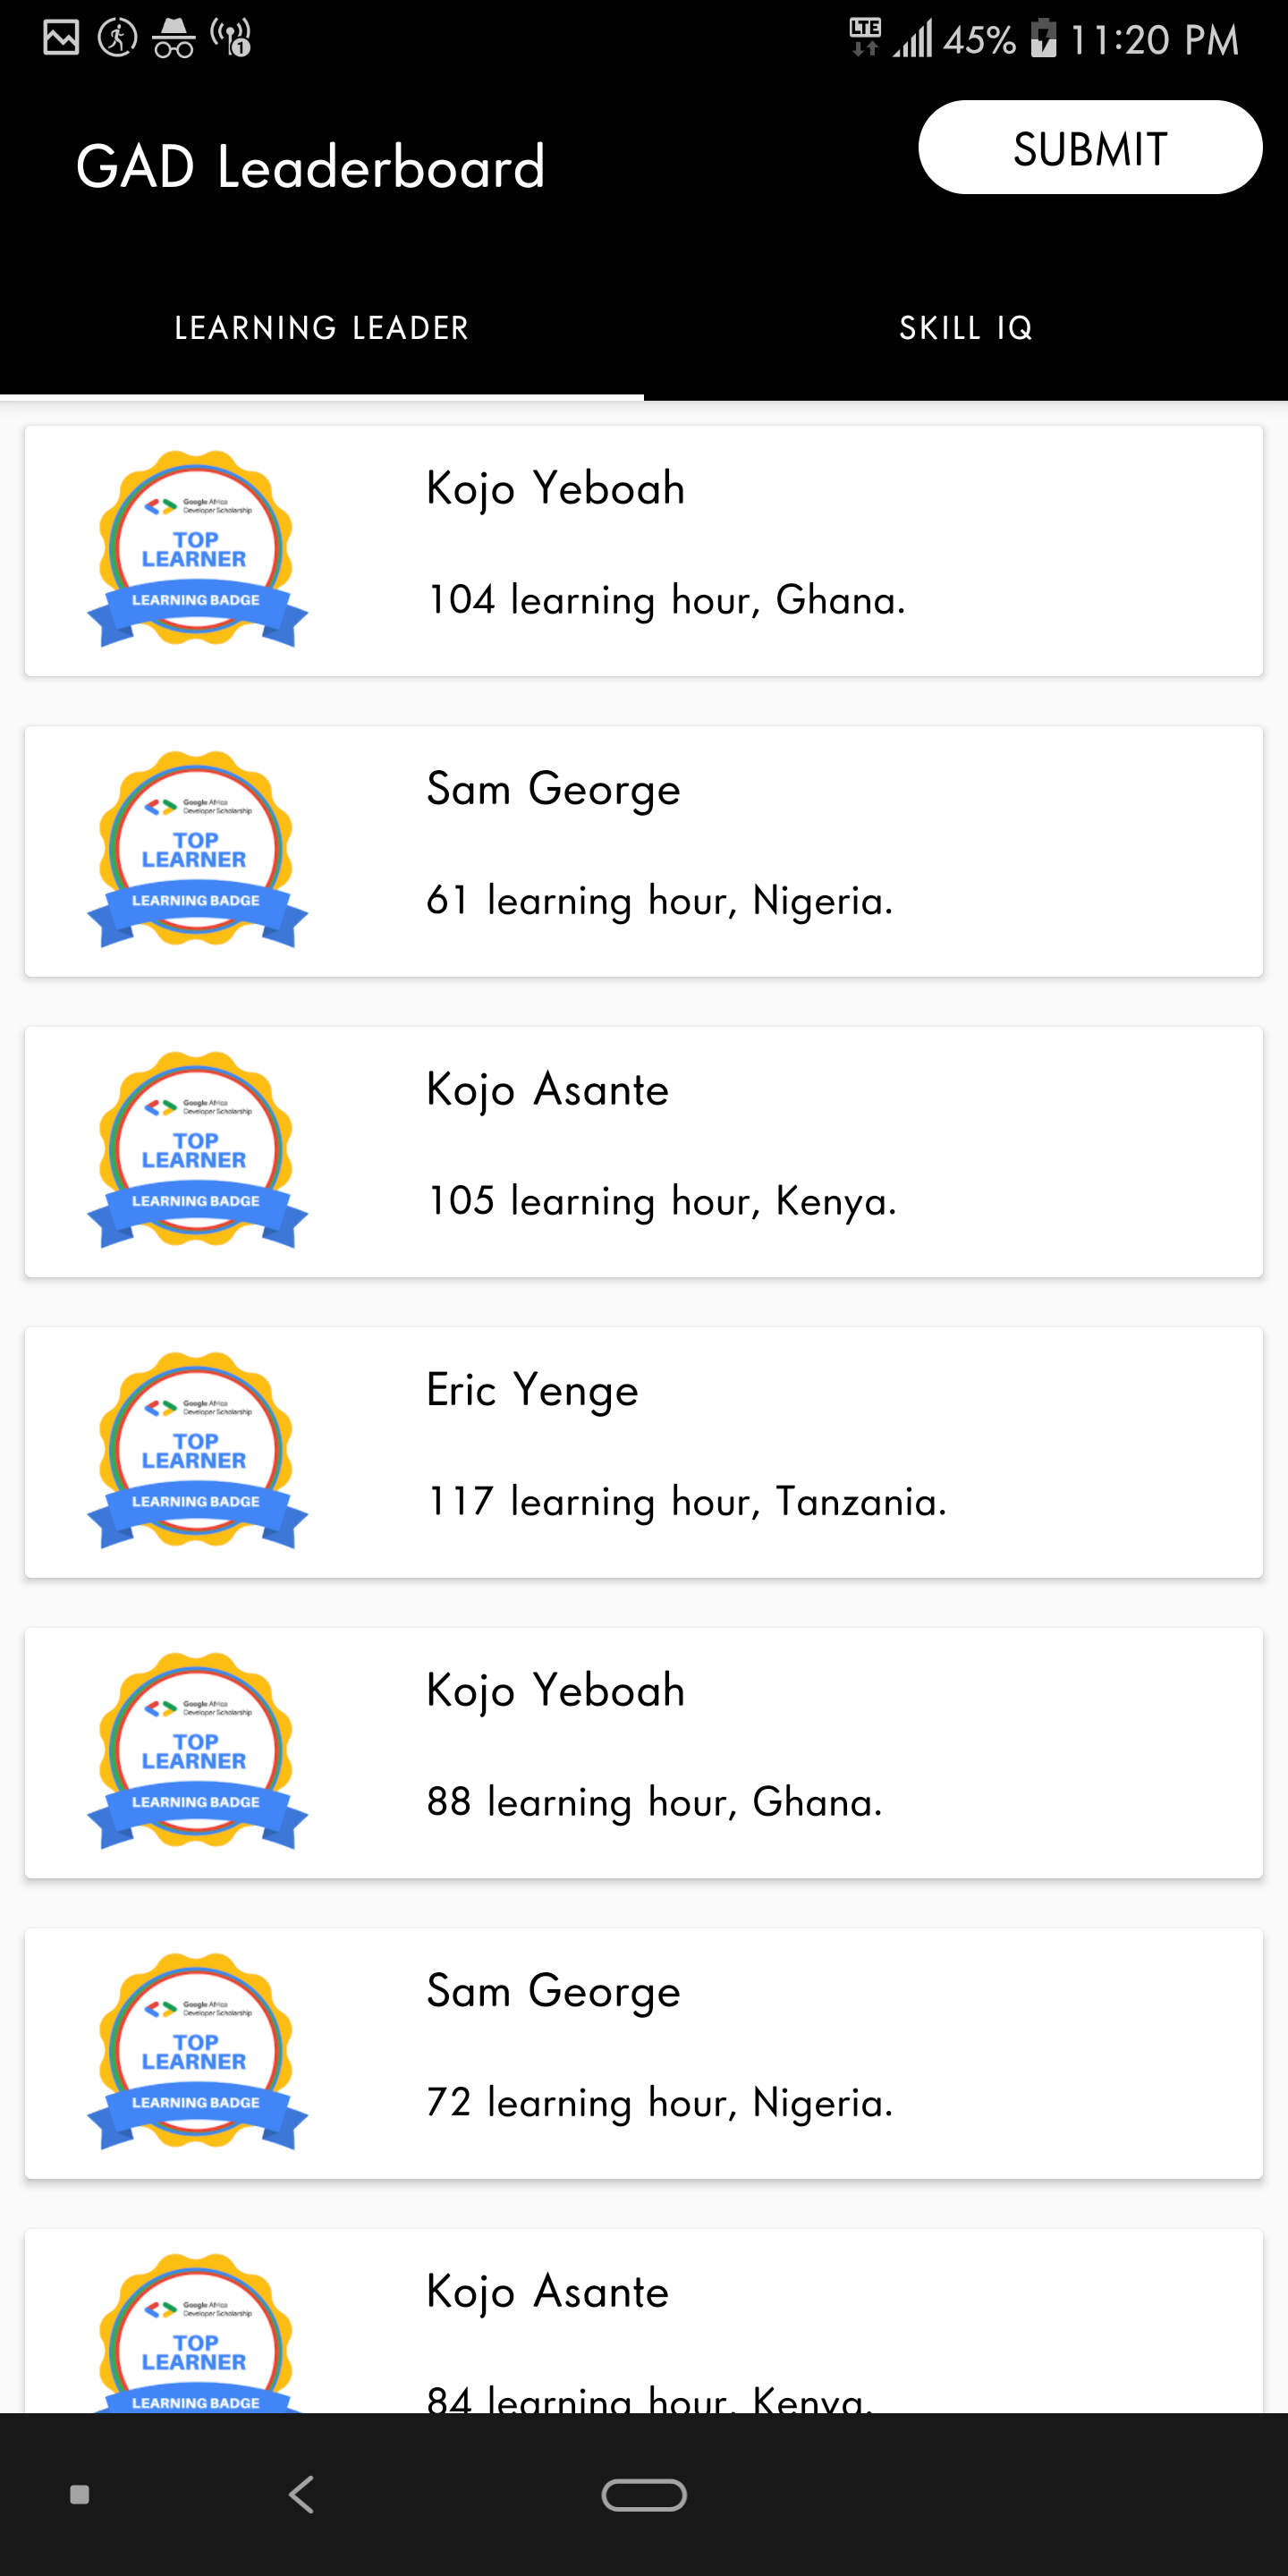 LTE 45% 11:20 PM
GAD Leaderboard
SUBMIT
LEARNING LEADER
SKILL IQ
Google Africa
Developer Scholarship
TOP
LEARNER
LEARNING BADGE
Kojo Yeboah
104 learning hour, Ghana.
Google Africa
Developer Scholarship
TOP
LEARNER
LEARNING BADGE
Sam George
61 learning hour, Nigeria.
Google Africa
Developer Scholarship
TOP
LEARNER
LEARNING BADGE
Kojo Asante
105 learning hour, Kenya.
Google Africa
Developer Scholarship
TOP
LEARNER
LEARNING BADGE
Eric Yenge
117 learning hour, Tanzania.
Google Africa
Developer Scholarship
TOP
LEARNER
LEARNING BADGE
Kojo Yeboah
88 learning hour, Ghana.
Google Africa
Developer Scholarship
TOP
LEARNER
LEARNING BADGE
Sam George
72 learning hour, Nigeria.
Google Africa
Developer Scholarship
TOP
LEARNER
LEARNING BADGE
Kojo Asante
84 learning hour, Kenya.